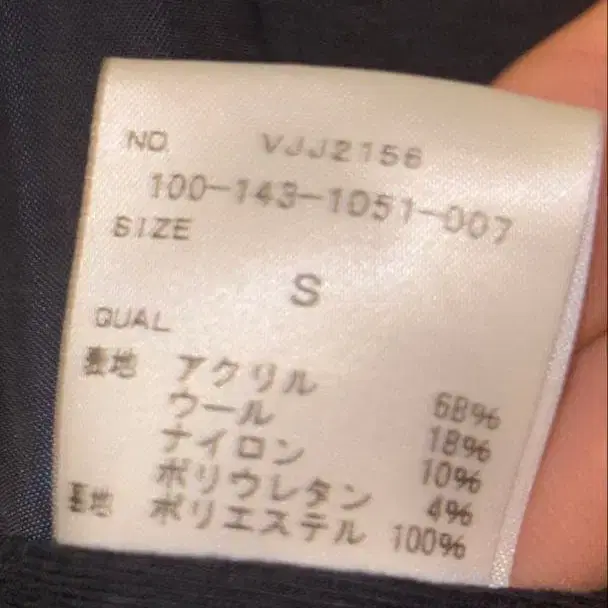 NO. VJJ2156
100-143-1051-007
SIZE
S
QUAL
表地 アクリル 68%
ウール 18%
ナイロン 10%
ポリウレタン 4%
裏地 ポリエステル 100%